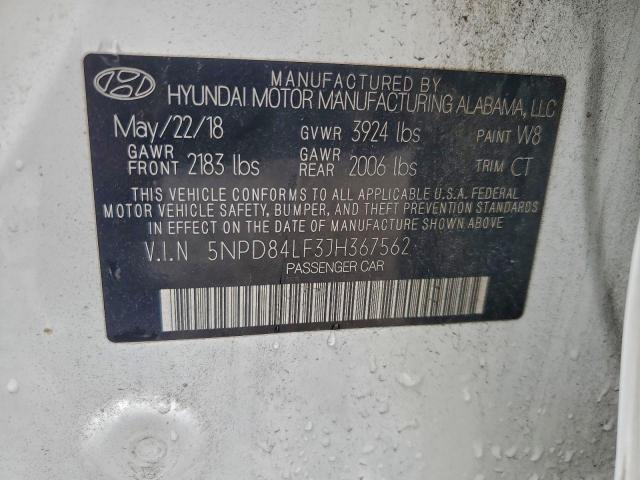 MANUFACTURED BY
HYUNDAI MOTOR MANUFACTURING ALABAMA, LLC
May/22/18 GVWR 3924 lbs PAINT W8
GAWR FRONT 2183 lbs GAWR REAR 2006 lbs TRIM CT
THIS VEHICLE CONFORMS TO ALL APPLICABLE U.S.A. FEDERAL
MOTOR VEHICLE SAFETY, BUMPER, AND THEFT PREVENTION STANDARDS
IN EFFECT ON THE DATE OF MANUFACTURE SHOWN ABOVE
V.I.N 5NPD84LF3JH367562
PASSENGER CAR